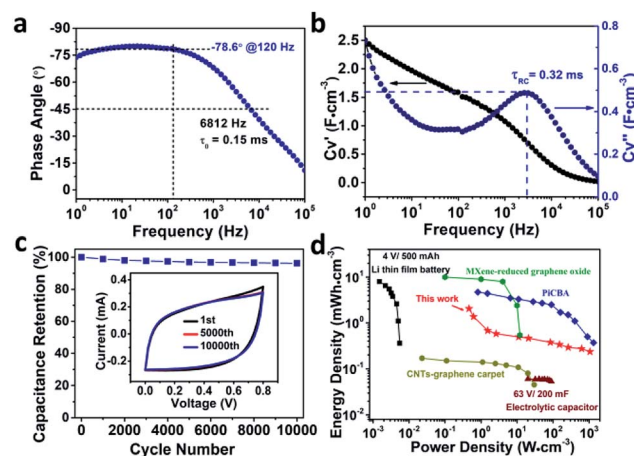 a
-90
-75
-60
-45
-30
-15
0
Phase Angle (°)
-78.6° @120 Hz
6812 Hz
τ0 = 0.15 ms
10^0 10^1 10^2 10^3 10^4 10^5
Frequency (Hz)
b
2.5
2.0
1.5
1.0
0.5
0.0
Cv' (F·cm-3)
τRC = 0.32 ms
0.8
0.6
0.4
0.2
0.0
Cv'' (F·cm-3)
10^0 10^1 10^2 10^3 10^4 10^5
Frequency (Hz)
c
100
80
60
40
20
0
Capacitance Retention (%)
0.4
0.2
0.0
-0.2
Current (mA)
1st
5000th
10000th
0.0 0.2 0.4 0.6 0.8
Voltage (V)
0 2000 4000 6000 8000 10000
Cycle Number
d
10^2
10^1
10^0
10^-1
10^-2
Energy Density (mWh·cm-3)
4 V/ 500 mAh
Li thin film battery
MXene-reduced graphene oxide
PiCBA
This work
CNTs-graphene carpet
63 V/ 200 mF
Electrolytic capacitor
10^-3 10^-2 10^-1 10^0 10^1 10^2 10^3
Power Density (W·cm-3)